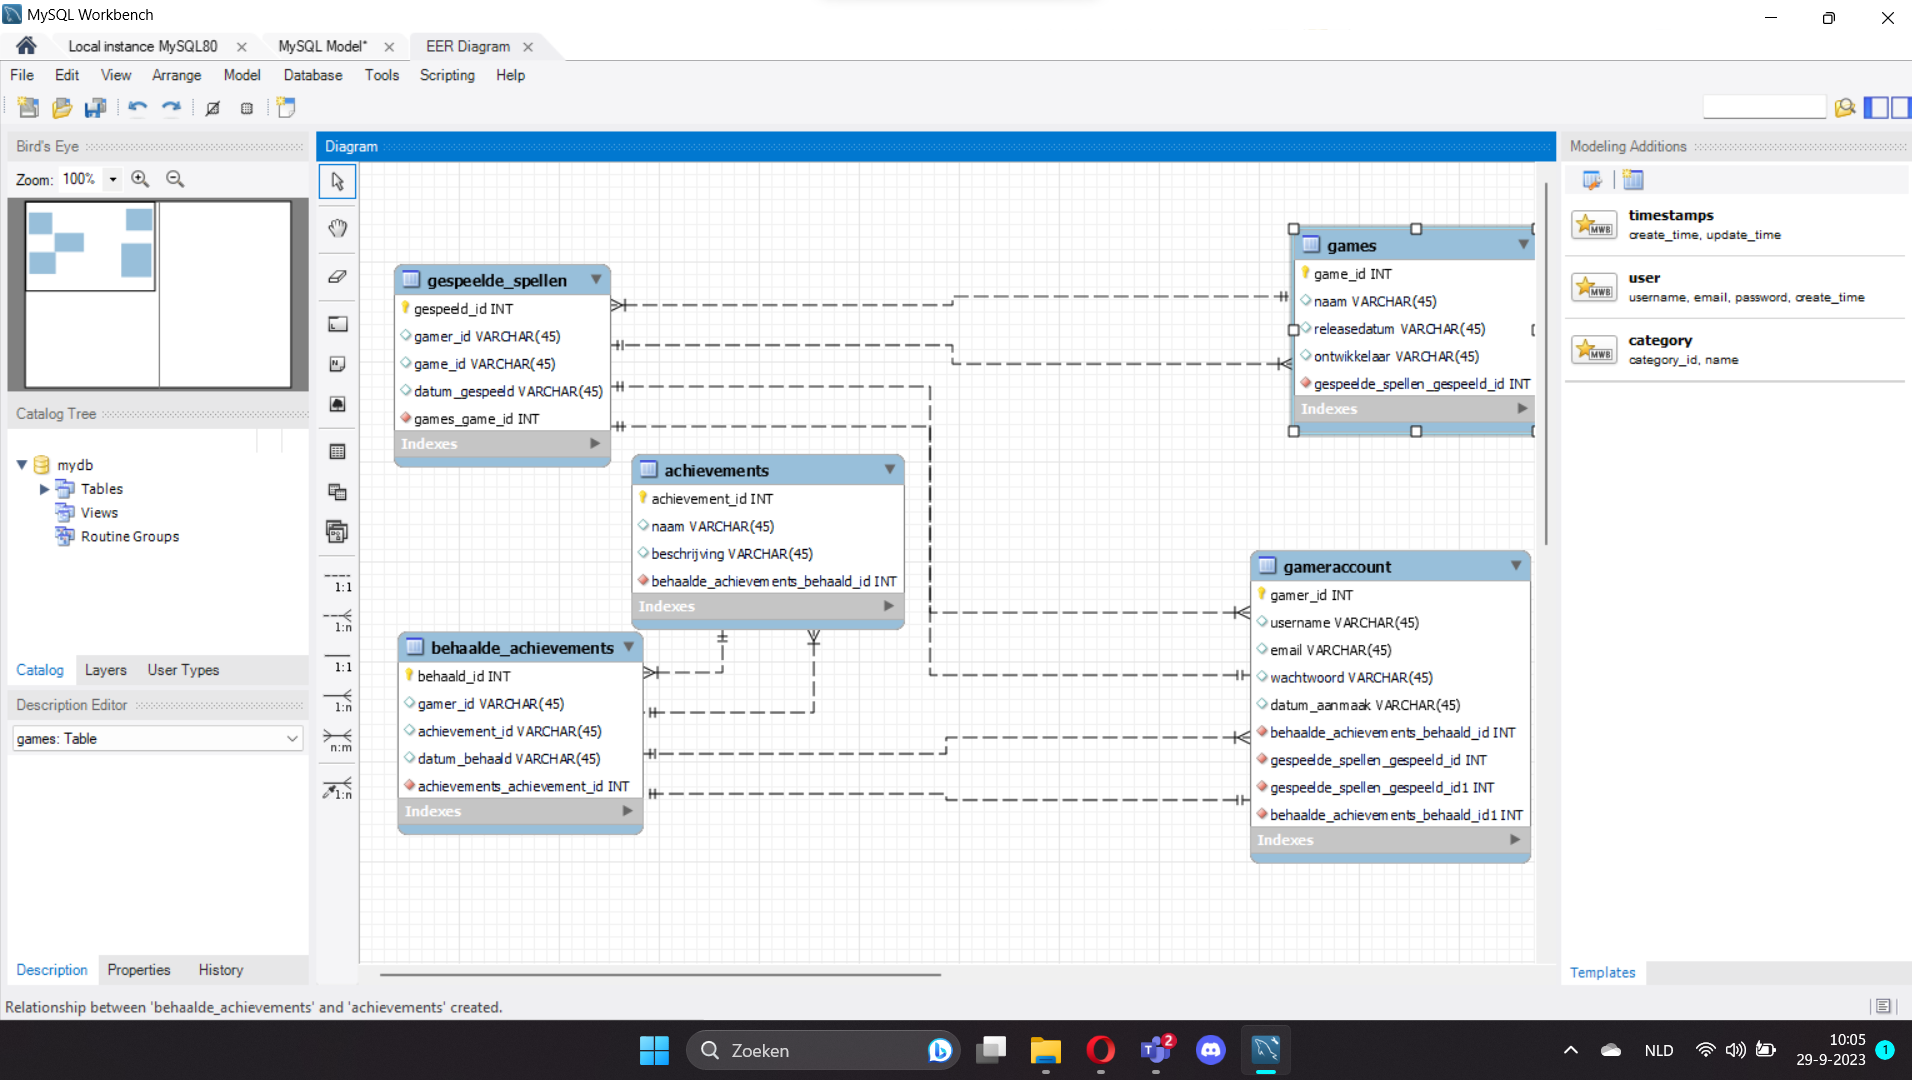 MySQL Workbench
Local instance MySQL80
MySQL Model*
EER Diagram
File Edit View Arrange Model Database Tools Scripting Help
Bird's Eye
Zoom: 100%
Catalog Tree
mydb
Tables
Views
Routine Groups
Catalog Layers User Types
Description Editor
games: Table
Description Properties History
Diagram
1:1
1:n
1:1
1:n
n:m
1:n
gespeelde_spellen
gespeeld_id INT
gamer_id VARCHAR(45)
game_id VARCHAR(45)
datum_gespeeld VARCHAR(45)
games_game_id INT
Indexes
achievements
achievement_id INT
naam VARCHAR(45)
beschrijving VARCHAR(45)
behaalde_achievements_behaald_id INT
Indexes
behaalde_achievements
behaald_id INT
gamer_id VARCHAR(45)
achievement_id VARCHAR(45)
datum_behaald VARCHAR(45)
achievements_achievement_id INT
Indexes
games
game_id INT
naam VARCHAR(45)
releasedatum VARCHAR(45)
ontwikkelaar VARCHAR(45)
gespeelde_spellen_gespeeld_id INT
Indexes
gameraccount
gamer_id INT
username VARCHAR(45)
email VARCHAR(45)
wachtwoord VARCHAR(45)
datum_aanmaak VARCHAR(45)
behaalde_achievements_behaald_id INT
gespeelde_spellen_gespeeld_id INT
gespeelde_spellen_gespeeld_id1 INT
behaalde_achievements_behaald_id1 INT
Indexes
Modeling Additions
MWB
timestamps
create_time, update_time
MWB
user
username, email, password, create_time
MWB
category
category_id, name
Templates
Relationship between 'behaalde_achievements' and 'achievements' created.
Zoeken
2
NLD
10:05
29-9-2023
1